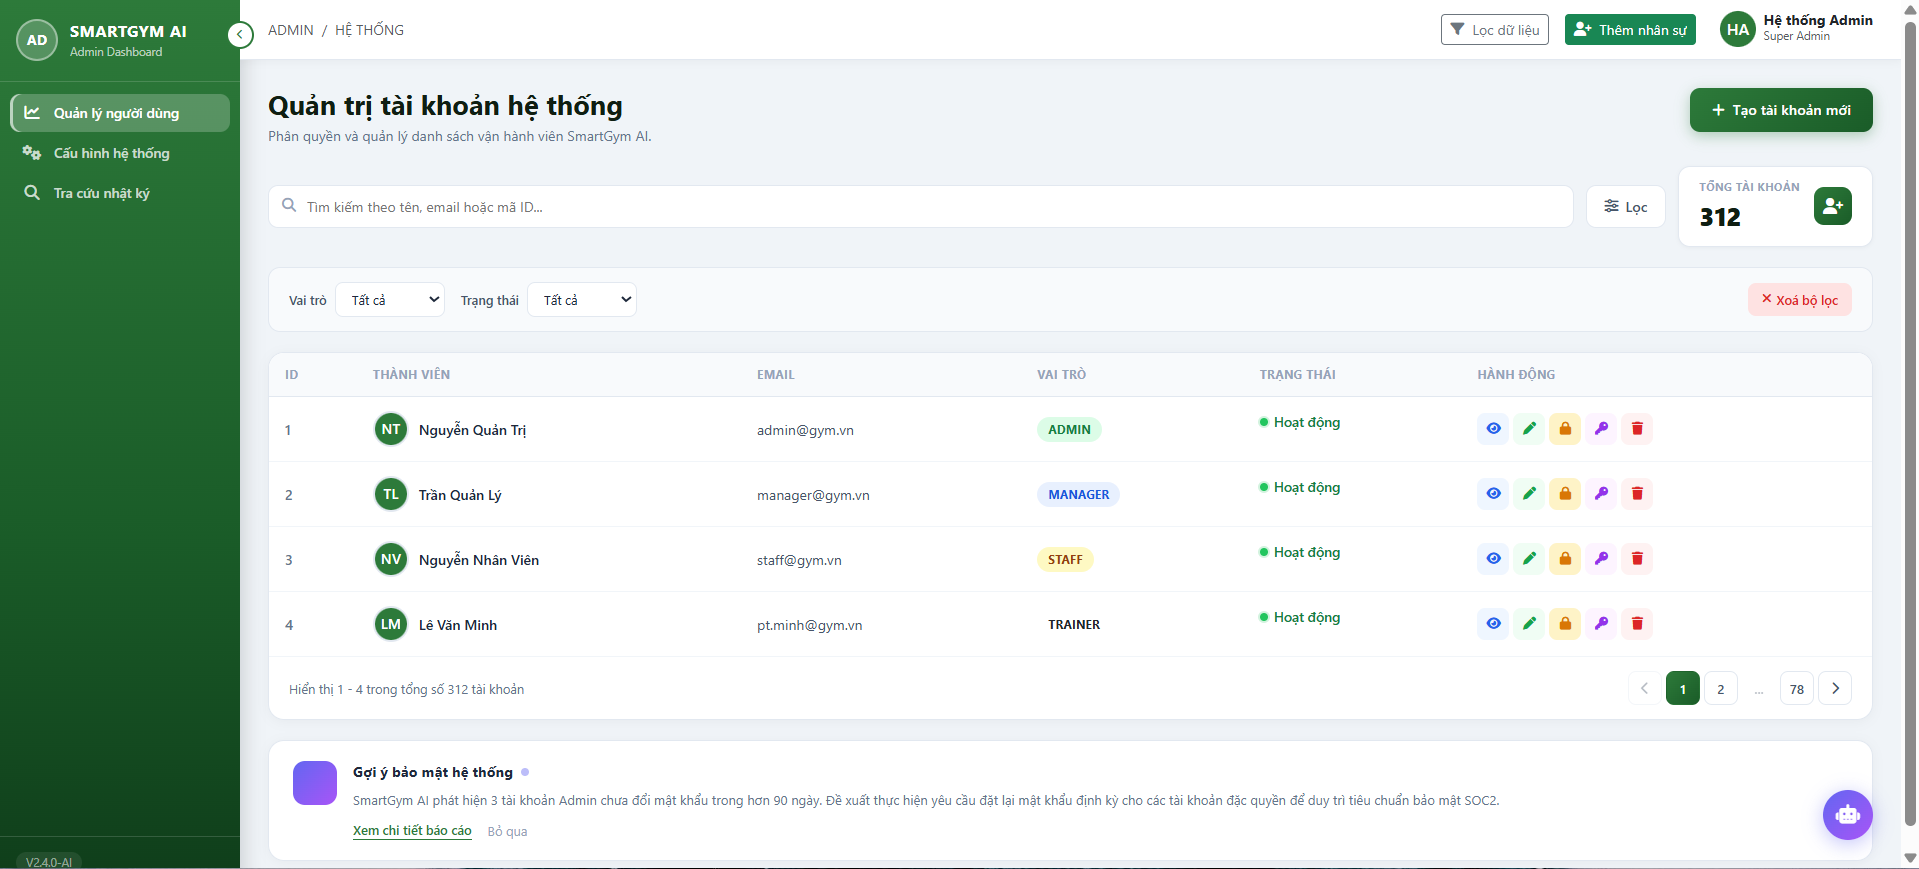 AD
SMARTGYM AI
Admin Dashboard
Quản lý người dùng
Cấu hình hệ thống
Tra cứu nhật ký
V2.4.0-AI
ADMIN / HỆ THỐNG
Lọc dữ liệu
Thêm nhân sự
HA
Hệ thống Admin
Super Admin
Quản trị tài khoản hệ thống
Phân quyền và quản lý danh sách vận hành viên SmartGym AI.
+ Tạo tài khoản mới
Tìm kiếm theo tên, email hoặc mã ID...
Lọc
TỔNG TÀI KHOẢN
312
Vai trò Tất cả Trạng thái Tất cả
Xoá bộ lọc
ID THÀNH VIÊN EMAIL VAI TRÒ TRẠNG THÁI HÀNH ĐỘNG
1 NT Nguyễn Quản Trị admin@gym.vn ADMIN Hoạt động
2 TL Trần Quản Lý manager@gym.vn MANAGER Hoạt động
3 NV Nguyễn Nhân Viên staff@gym.vn STAFF Hoạt động
4 LM Lê Văn Minh pt.minh@gym.vn TRAINER Hoạt động
Hiển thị 1 - 4 trong tổng số 312 tài khoản
1 2 ... 78
Gợi ý bảo mật hệ thống
SmartGym AI phát hiện 3 tài khoản Admin chưa đổi mật khẩu trong hơn 90 ngày. Đề xuất thực hiện yêu cầu đặt lại mật khẩu định kỳ cho các tài khoản đặc quyền để duy trì tiêu chuẩn bảo mật SOC2.
Xem chi tiết báo cáo Bỏ qua